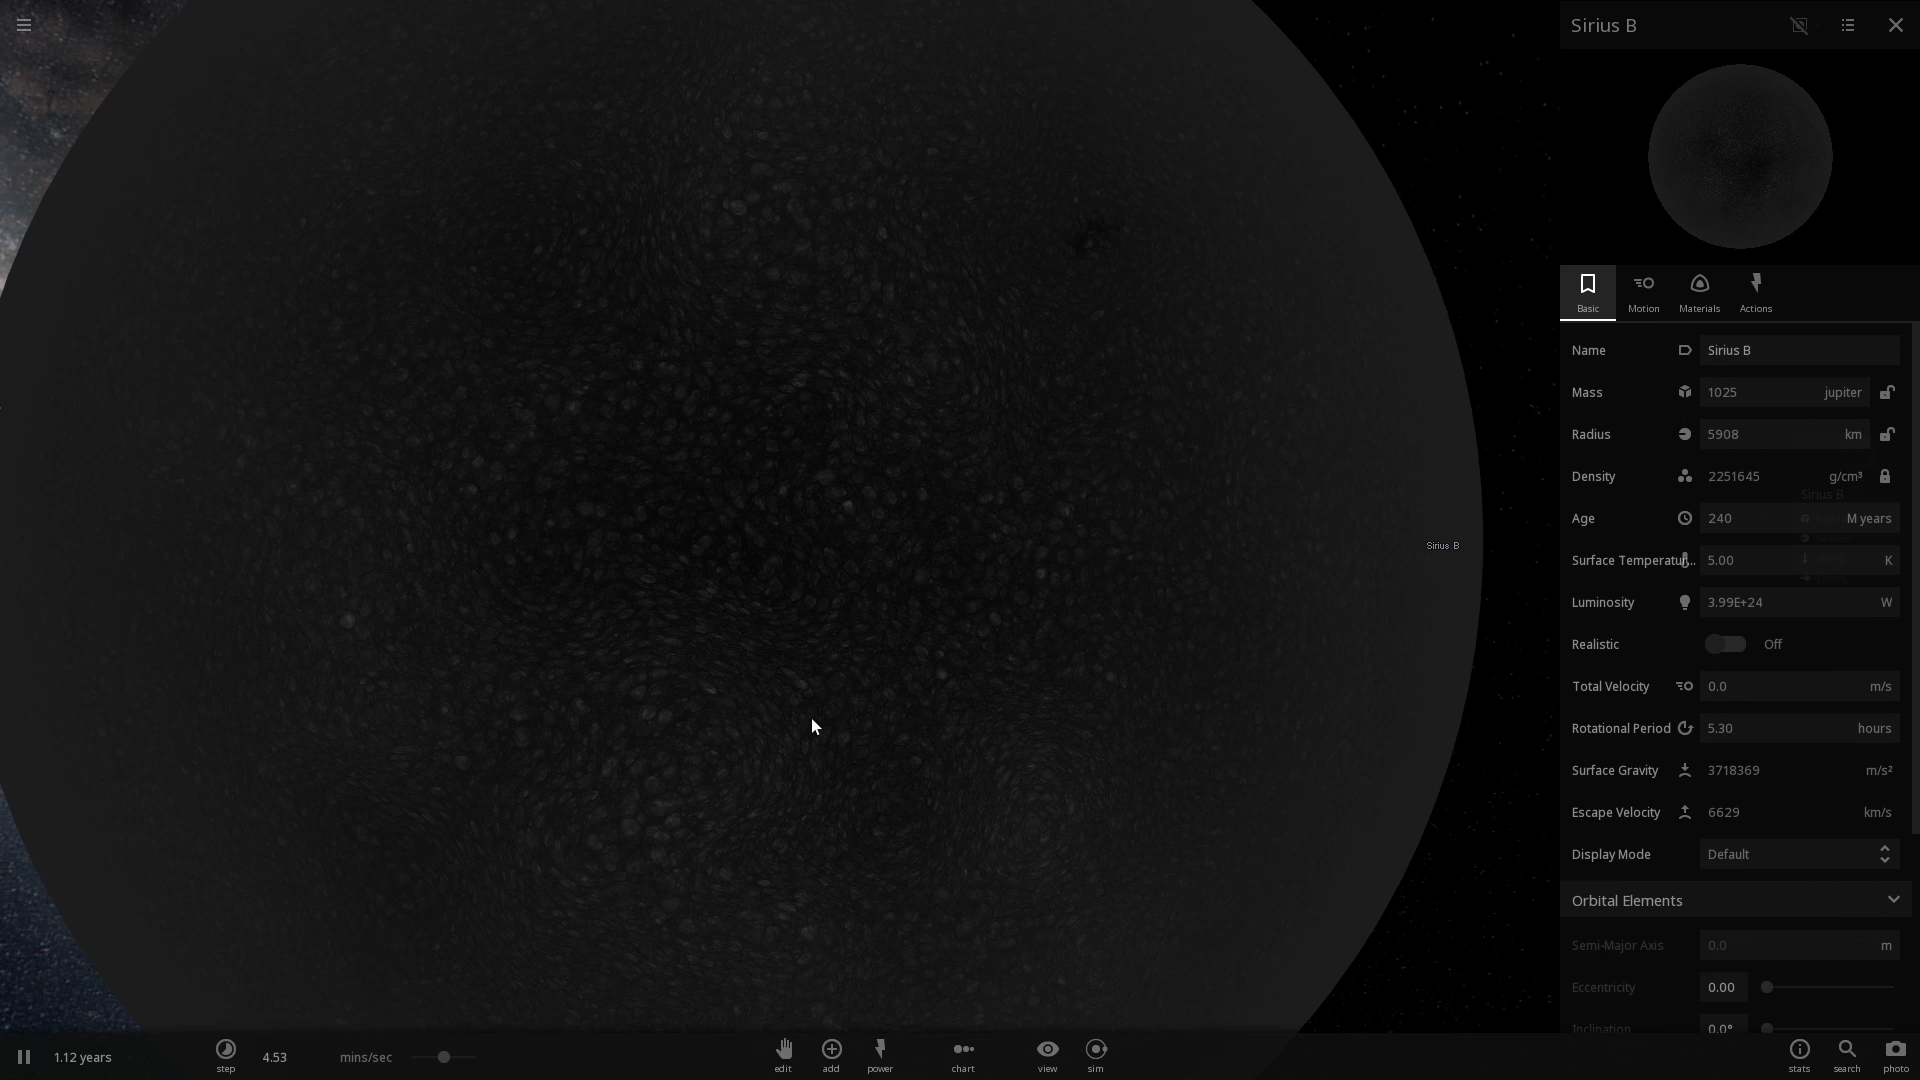 Sirius B
Basic
Motion
Materials
Actions
Name
Sirius B
Mass
1025 jupiter
Radius
5908 km
Density
2251645 g/cm³
Sirius B
Age
240 M years
Surface Temperatur...
5.00 K
Luminosity
3.99E+24 W
Realistic
Off
Total Velocity
0.0 m/s
Rotational Period
5.30 hours
Surface Gravity
3718369 m/s²
Escape Velocity
6629 km/s
Display Mode
Default
Orbital Elements
Semi-Major Axis
0.0 m
Eccentricity
0.00
Inclination
0.0°
Sirius B
1.12 years
step
4.53 mins/sec
edit
add
power
chart
view
sim
stats
search
photo